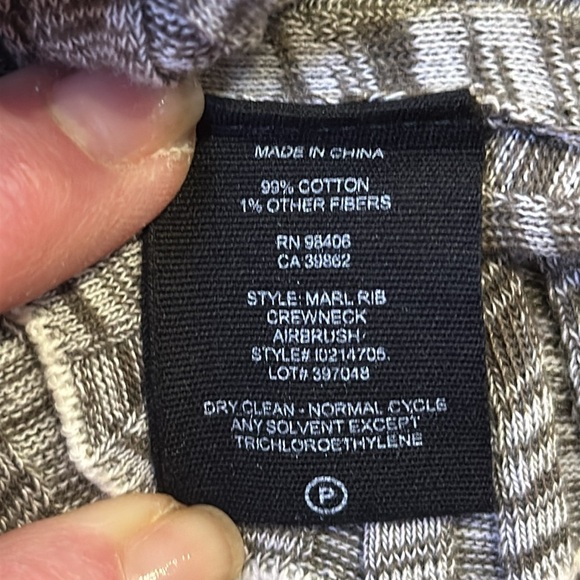 MADE IN CHINA
99% COTTON
1% OTHER FIBERS
RN 98406
CA 39862
STYLE: MARL RIB
CREWNECK
AIRBRUSH
STYLE# I0214706
LOT# 397048
DRY CLEAN - NORMAL CYCLE
ANY SOLVENT EXCEPT
TRICHLOROETHYLENE
P